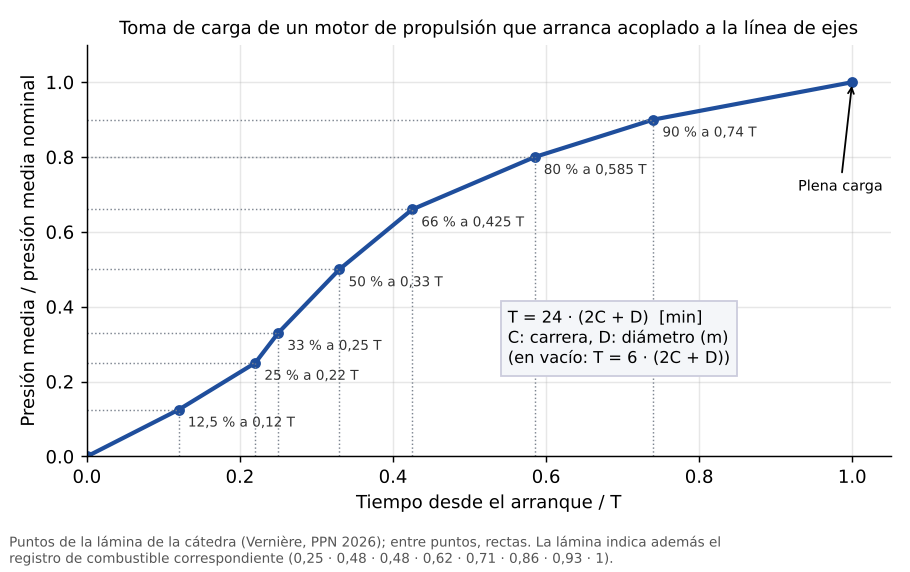 Toma de carga de un motor de propulsión que arranca acoplado a la línea de ejes
Presión media / presión media nominal
1.0
0.8
0.6
0.4
0.2
0.0
90 % a 0,74 T
80 % a 0,585 T
Plena carga
66 % a 0,425 T
50 % a 0,33 T
33 % a 0,25 T
25 % a 0,22 T
12,5 % a 0,12 T
T = 24 · (2C + D)  [min]
C: carrera, D: diámetro (m)
(en vacío: T = 6 · (2C + D))
0.0 0.2 0.4 0.6 0.8 1.0
Tiempo desde el arranque / T
Puntos de la lámina de la cátedra (Vernière, PPN 2026); entre puntos, rectas. La lámina indica además el
registro de combustible correspondiente (0,25 · 0,48 · 0,48 · 0,62 · 0,71 · 0,86 · 0,93 · 1).